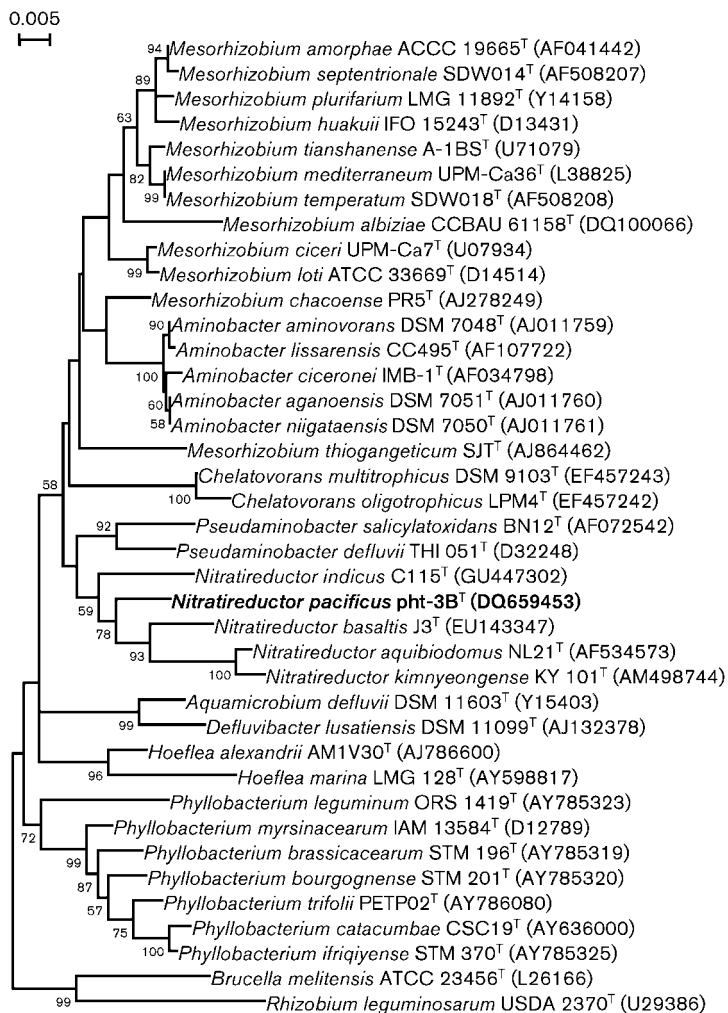 0.005
94 Mesorhizobium amorphae ACCC 19665T (AF041442)
Mesorhizobium septentrionale SDW014T (AF508207)
89
Mesorhizobium plurifarium LMG 11892T (Y14158)
63
Mesorhizobium huakuii IFO 15243T (D13431)
Mesorhizobium tianshanense A-1BST (U71079)
82
Mesorhizobium mediterraneum UPM-Ca36T (L38825)
99
Mesorhizobium temperatum SDW018T (AF508208)
Mesorhizobium albiziae CCBAU 61158T (DQ100066)
Mesorhizobium ciceri UPM-Ca7T (U07934)
99
Mesorhizobium loti ATCC 33669T (D14514)
Mesorhizobium chacoense PR5T (AJ278249)
90 Aminobacter aminovorans DSM 7048T (AJ011759)
Aminobacter lissarensis CC495T (AF107722)
100
Aminobacter ciceronei IMB-1T (AF034798)
60
Aminobacter aganoensis DSM 7051T (AJ011760)
58
Aminobacter niigataensis DSM 7050T (AJ011761)
Mesorhizobium thiogangeticum SJTT (AJ864462)
Chelatovorans multitrophicus DSM 9103T (EF457243)
58
100
Chelatovorans oligotrophicus LPM4T (EF457242)
92
Pseudaminobacter salicylatoxidans BN12T (AF072542)
Pseudaminobacter defluvii THI 051T (D32248)
Nitratireductor indicus C115T (GU447302)
59
Nitratireductor pacificus pht-3BT (DQ659453)
78
Nitratireductor basaltis J3T (EU143347)
93
Nitratireductor aquibiodomus NL21T (AF534573)
100
Nitratireductor kimnyeongense KY 101T (AM498744)
Aquamicrobium defluvii DSM 11603T (Y15403)
99
Defluvibacter lusatiensis DSM 11099T (AJ132378)
Hoeflea alexandrii AM1V30T (AJ786600)
96
Hoeflea marina LMG 128T (AY598817)
Phyllobacterium leguminum ORS 1419T (AY785323)
72
Phyllobacterium myrsinacearum IAM 13584T (D12789)
99
Phyllobacterium brassicacearum STM 196T (AY785319)
87
Phyllobacterium bourgognense STM 201T (AY785320)
57
Phyllobacterium trifolii PETP02T (AY786080)
75
Phyllobacterium catacumbae CSC19T (AY636000)
100
Phyllobacterium ifriqiyense STM 370T (AY785325)
Brucella melitensis ATCC 23456T (L26166)
99
Rhizobium leguminosarum USDA 2370T (U29386)